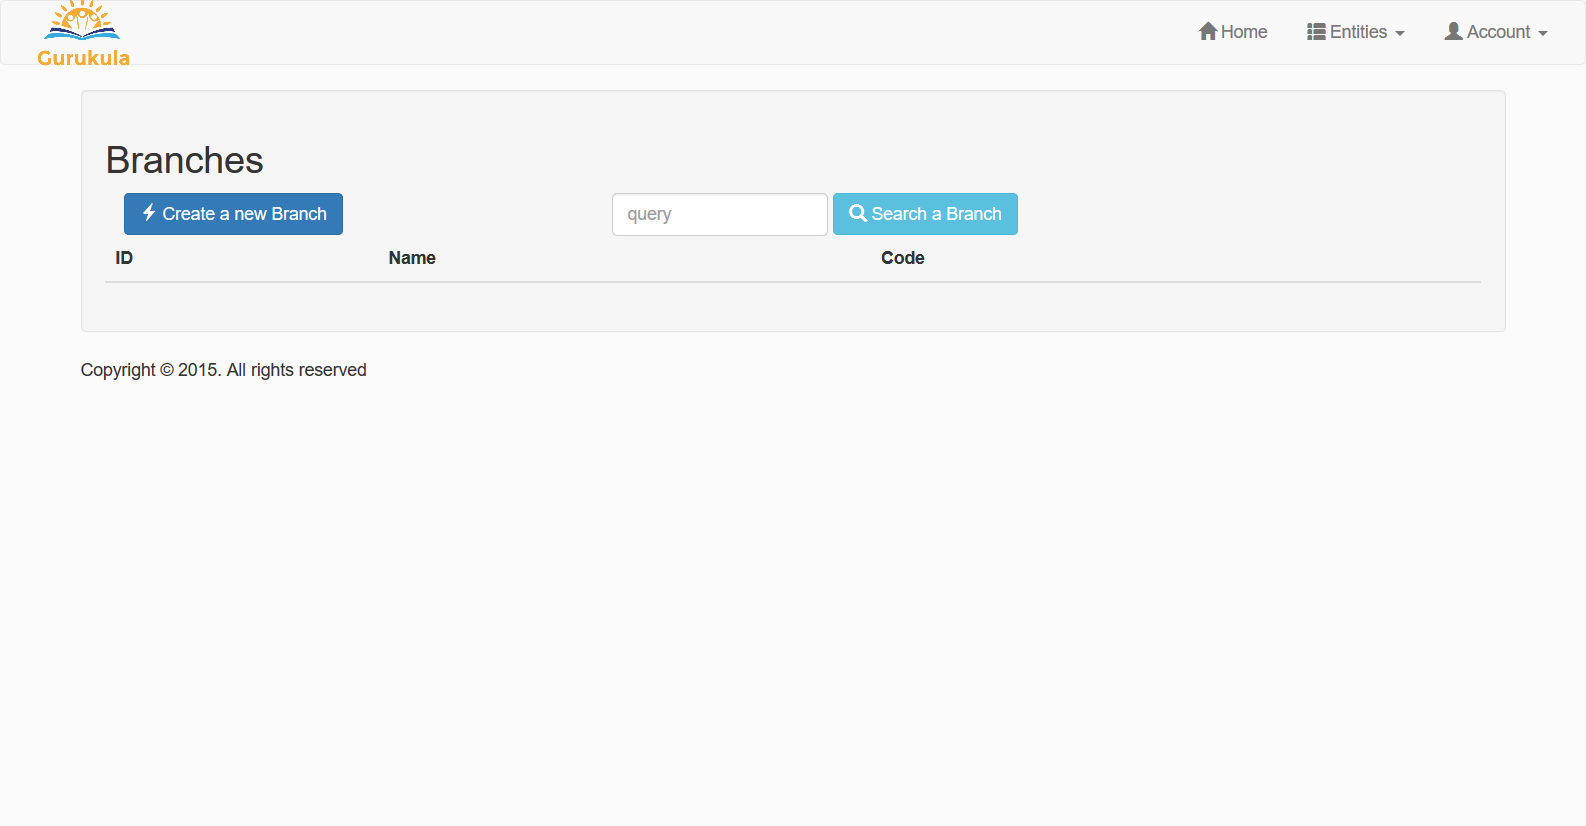 Gurukula
Home Entities Account
Branches
Create a new Branch query Search a Branch
ID Name Code
Copyright © 2015. All rights reserved